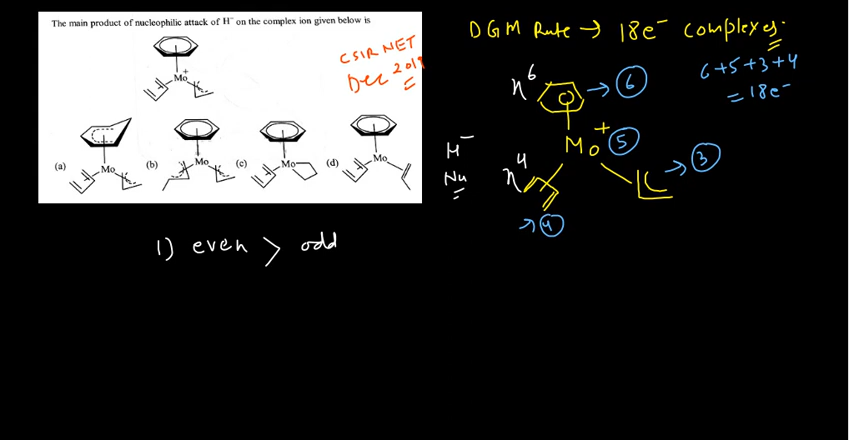 The main product of nucleophilic attack of H⁻ on the complex ion given below is
Mo⁺
CSIR NET
Dec 2019
(a) Mo (b) Mo (c) Mo (d) Mo
DGM Rule → 18e⁻ complexes.
6+5+3+4
= 18e⁻
η⁶ → 6
H⁻
Nu
Mo⁺ 5
η⁴
→ 3
→ 4
1) even > odd